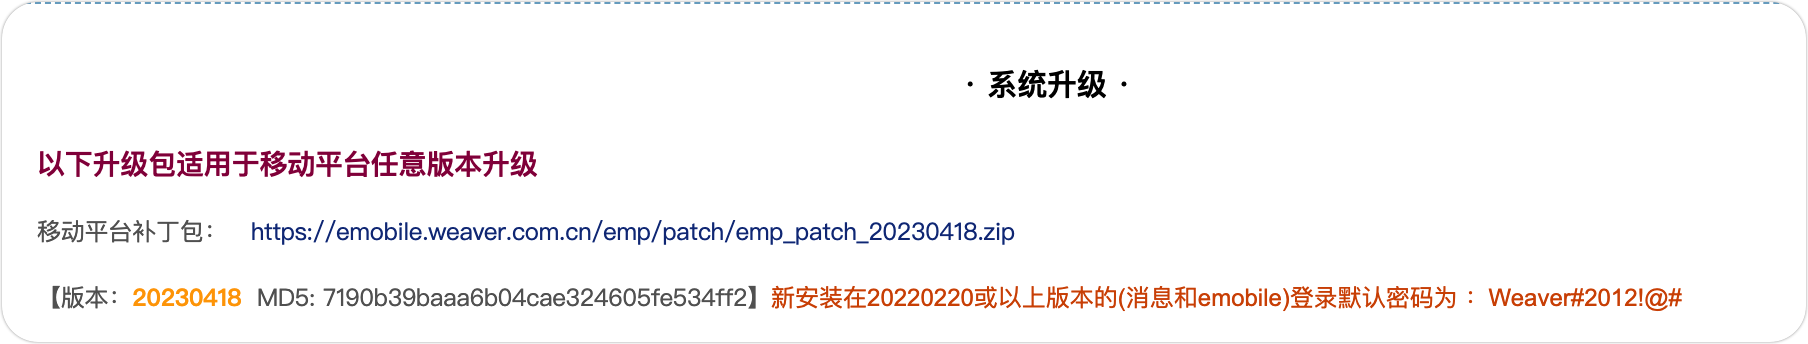 · 系统升级 ·
以下升级包适用于移动平台任意版本升级
移动平台补丁包： https://emobile.weaver.com.cn/emp/patch/emp_patch_20230418.zip
【版本：20230418 MD5: 7190b39baaa6b04cae324605fe534ff2】新安装在20220220或以上版本的(消息和emobile)登录默认密码为 ：Weaver#2012!@#